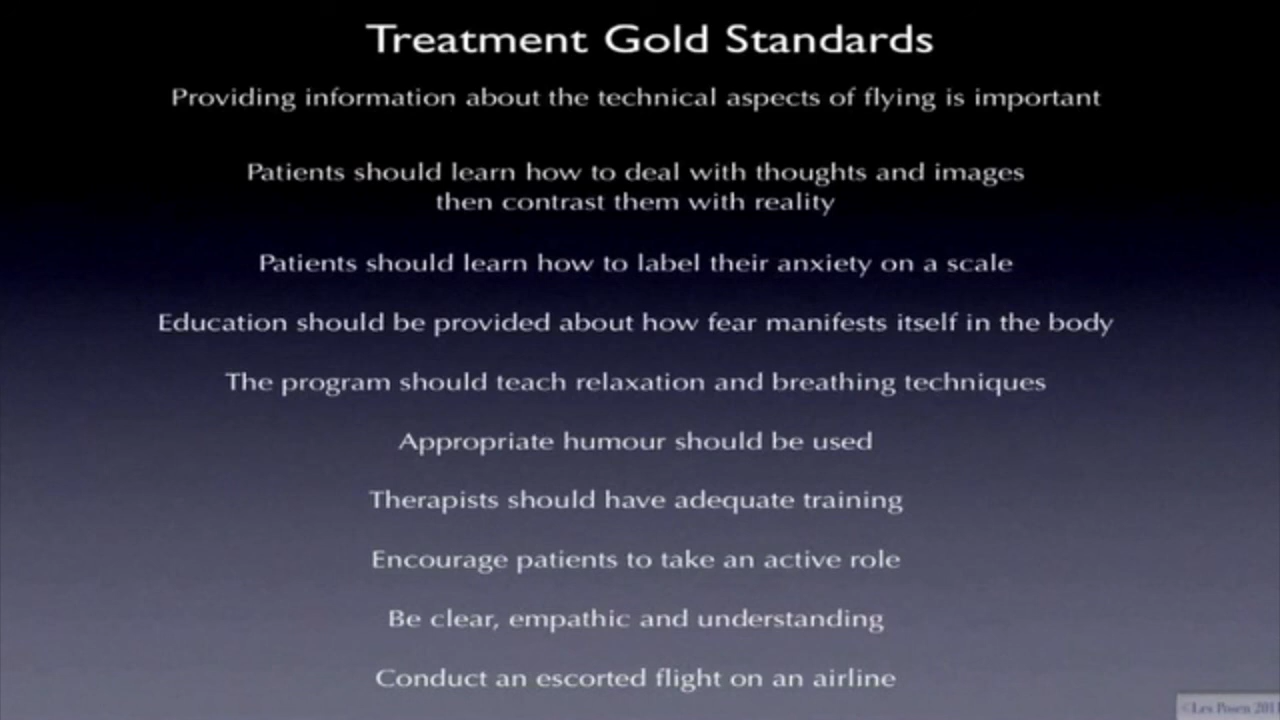 Treatment Gold Standards
Providing information about the technical aspects of flying is important
Patients should learn how to deal with thoughts and images
then contrast them with reality
Patients should learn how to label their anxiety on a scale
Education should be provided about how fear manifests itself in the body
The program should teach relaxation and breathing techniques
Appropriate humour should be used
Therapists should have adequate training
Encourage patients to take an active role
Be clear, empathic and understanding
Conduct an escorted flight on an airline
©Les Posen